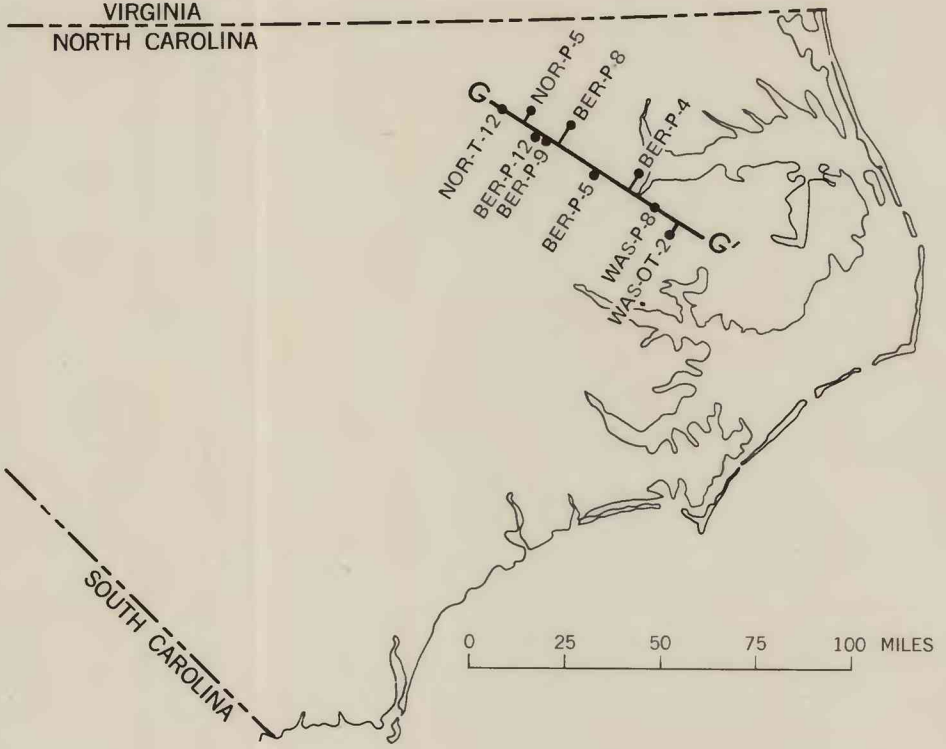 VIRGINIA
NORTH CAROLINA
G
NOR-P-5
BER-P-8
NOR-T-12
BER-P-12
BER-P-9
BER-P-4
BER-P-5
WAS-P-8
WAS-OT-2
G'
SOUTH CAROLINA
0 25 50 75 100 MILES